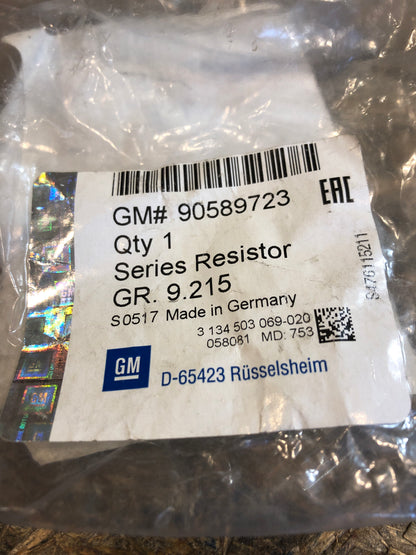 GM# 90589723
EAC
Qty 1
Series Resistor
GR. 9.215
S0517 Made in Germany
3 134 503 069-020
058081 MD: 753
GM
D-65423 Rüsselsheim